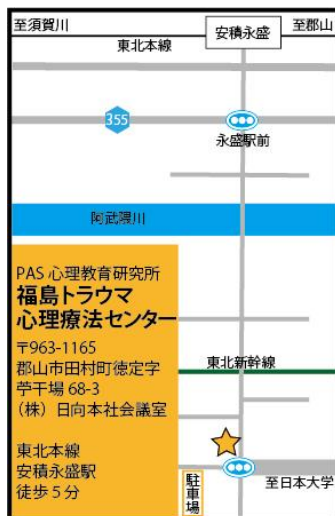 至須賀川
安積永盛
至郡山
東北本線
355
永盛駅前
阿武隈川
PAS 心理教育研究所
福島トラウマ
心理療法センター
〒963-1165
郡山市田村町徳定字
苧干場 68-3
(株)日向本社会議室
東北本線
安積永盛駅
徒歩 5 分
東北新幹線
駐車場
至日本大学